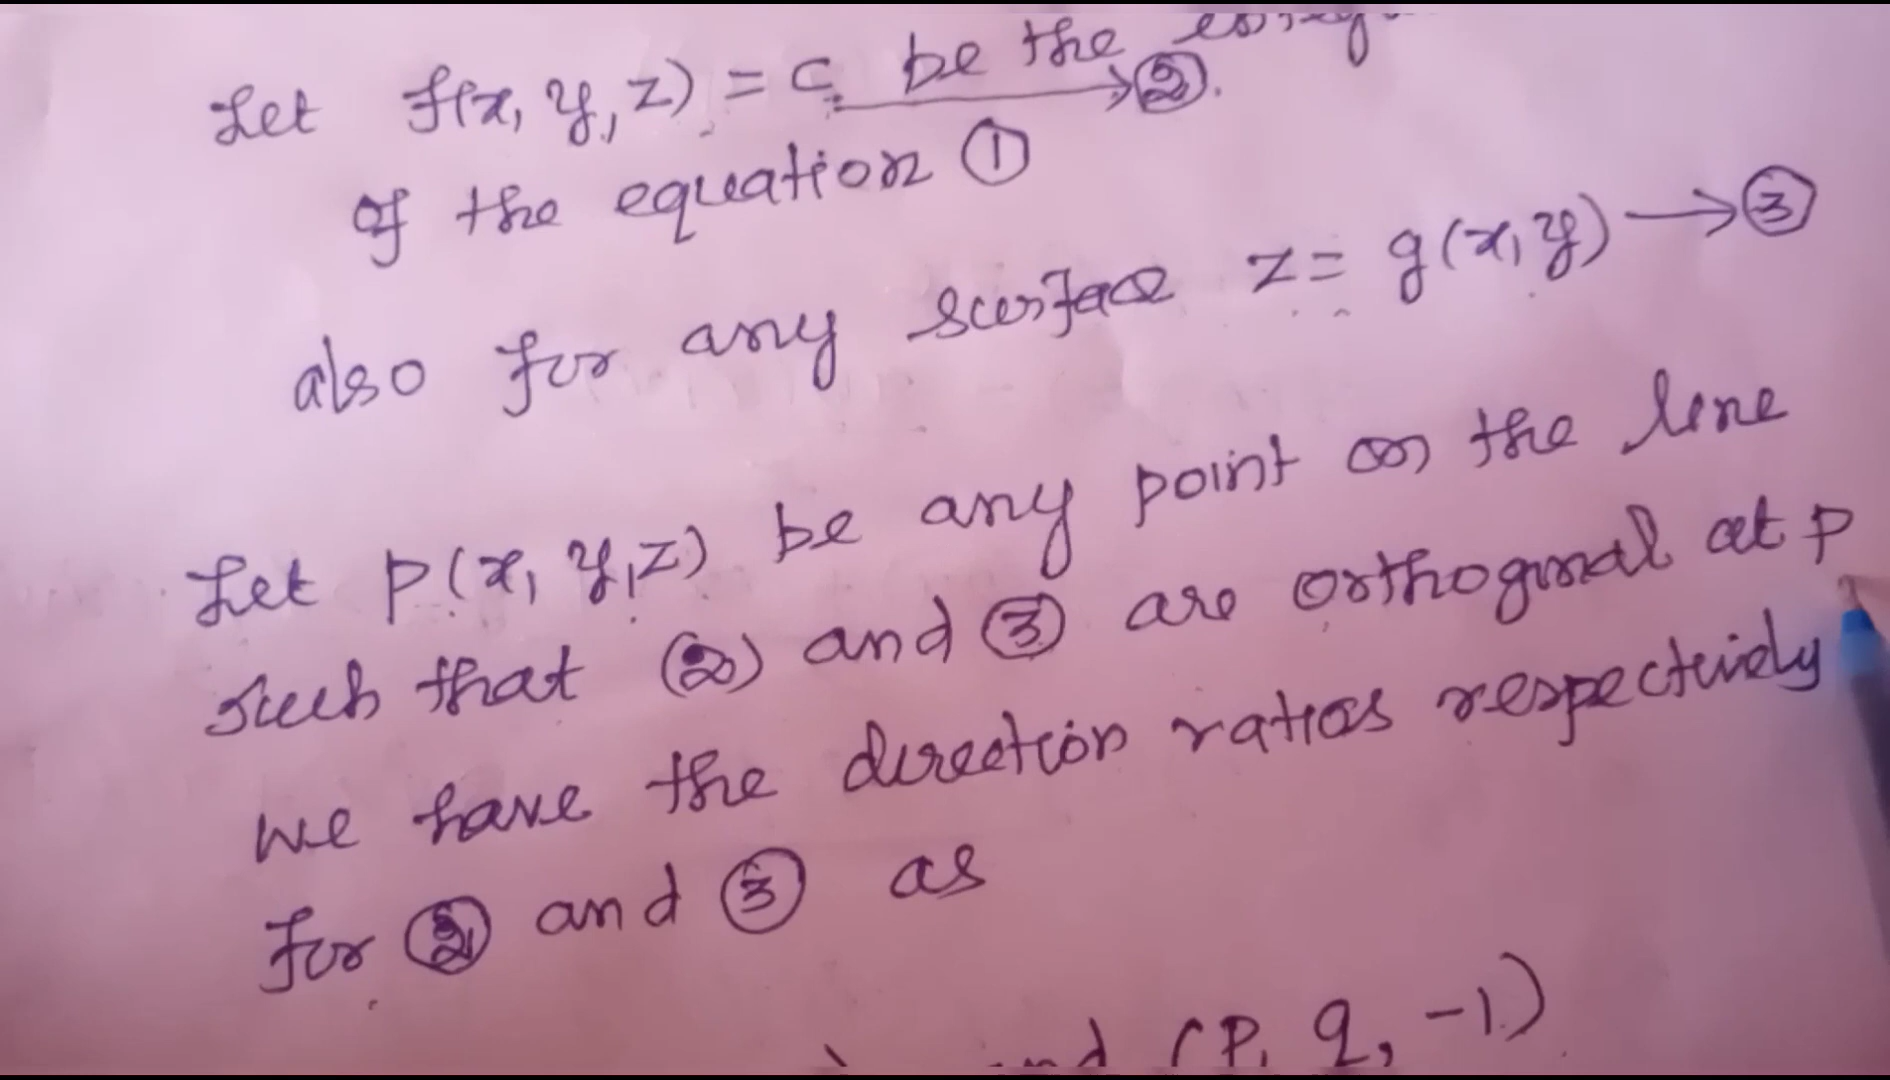 Let f(x, y, z) = c be the
→ ②.
of the equation ①
also for any surface z = g(x, y) → ③
Let P(x, y, z) be any point on the line
such that (2) and ③ are orthogonal at P
we have the direction ratios respectively
for ② and ③ as
) and (P, q, -1)